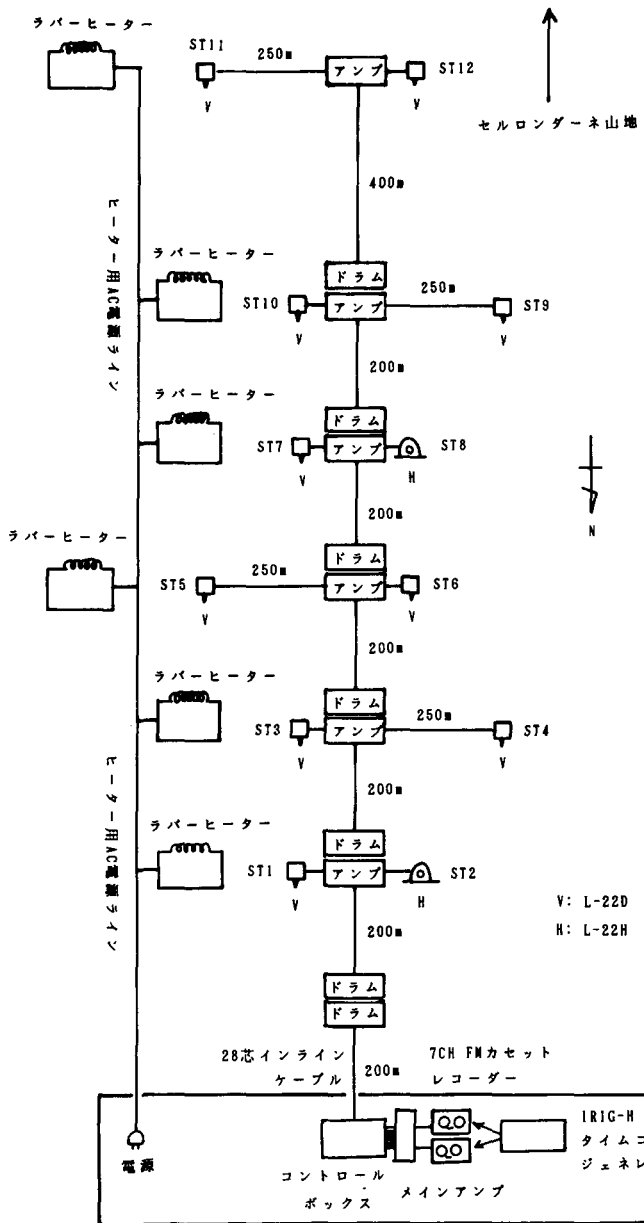 ラバーヒーター
ST11
250m
アンプ
ST12
V
V
セルロンダーネ山地
400m
ヒーター用AC電源ライン
ラバーヒーター
ドラム
250m
ST10
アンプ
ST9
V
V
200m
ラバーヒーター
ドラム
ST7
アンプ
ST8
V
H
N
200m
ラバーヒーター
ドラム
250m
ST5
アンプ
ST6
V
V
200m
ラバーヒーター
ドラム
250m
ST3
アンプ
ST4
V
V
200m
ヒーター用AC電源ライン
ラバーヒーター
ドラム
ST1
アンプ
ST2
V
H
V: L-22D
H: L-22H
200m
ドラム
ドラム
28芯インライン
ケーブル
200m
7CH FMカセット
レコーダー
IRIG-H
タイムコ
ジェネレ
電源
コントロール
ボックス
メインアンプ